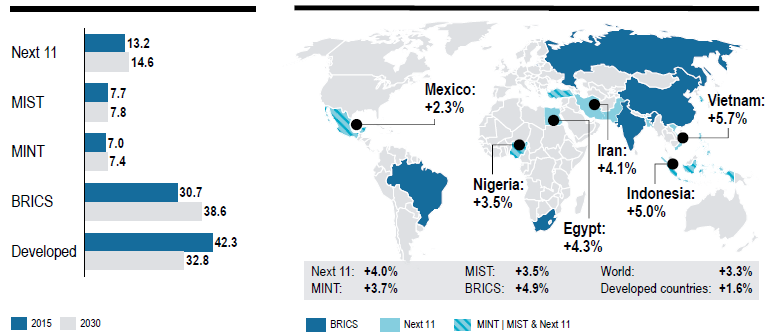 Next 11
13.2
14.6
MIST
7.7
7.8
MINT
7.0
7.4
BRICS
30.7
38.6
Developed
42.3
32.8
2015 2030
Mexico:
+2.3%
Vietnam:
+5.7%
Iran:
+4.1%
Nigeria:
+3.5%
Indonesia:
+5.0%
Egypt:
+4.3%
Next 11: +4.0% MIST: +3.5% World: +3.3%
MINT: +3.7% BRICS: +4.9% Developed countries: +1.6%
BRICS Next 11 MINT | MIST & Next 11